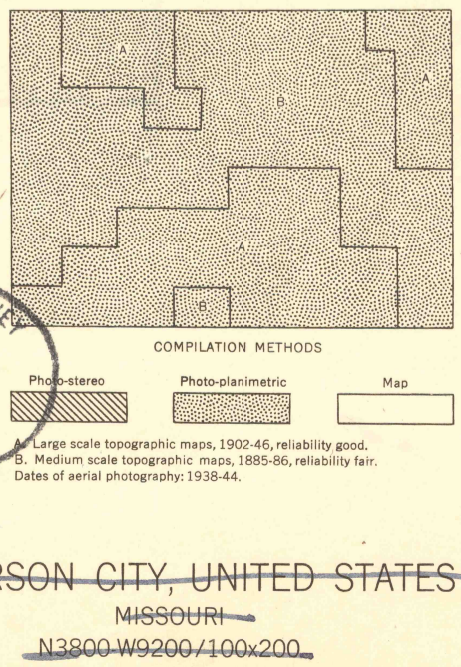 A
A
B
A
B
COMPILATION METHODS
Photo-stereo Photo-planimetric Map
A. Large scale topographic maps, 1902-46, reliability good.
B. Medium scale topographic maps, 1885-86, reliability fair.
Dates of aerial photography: 1938-44.
RSON CITY, UNITED STATES
MISSOURI
N3800-W9200/100x200